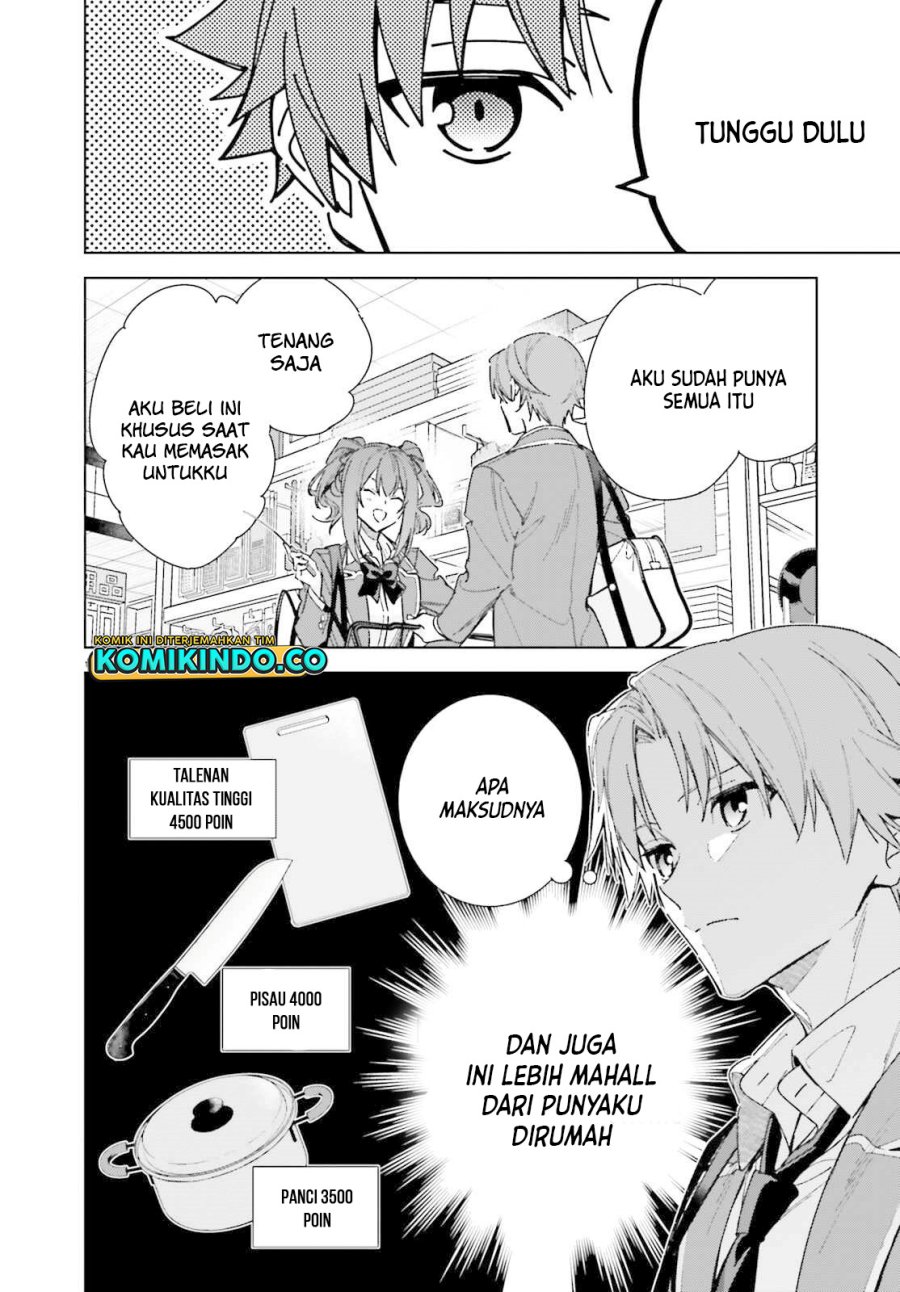 TUNGGU DULU
AKU SUDAH PUNYA
SEMUA ITU
TENANG
SAJA
AKU BELI INI
KHUSUS SAAT
KAU MEMASAK
UNTUKKU
KOMIK INI DITERJEMAHKAN TIM
KOMIKINDO.CO
APA
MAKSUDNYA
TALENAN
KUALITAS TINGGI
4500 POIN
PISAU 4000
POIN
DAN JUGA
INI LEBIH MAHALL
DARI PUNYAKU
DIRUMAH
PANCI 3500
POIN